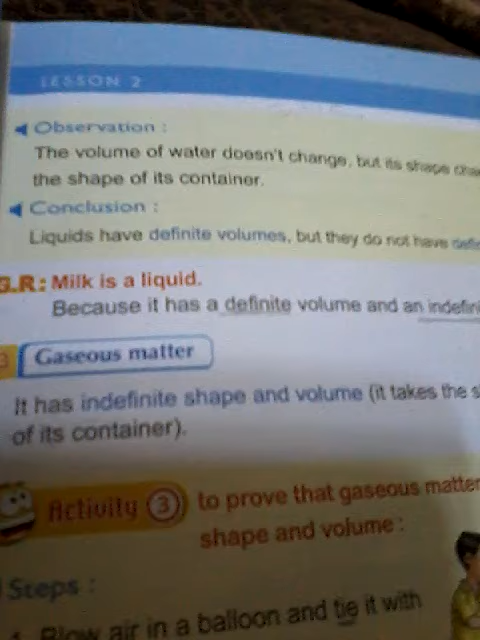 LESSON 2
Observation :
The volume of water doesn't change, but its shape
the shape of its container.
Conclusion :
Liquids have definite volumes, but they do not have
G.R: Milk is a liquid.
Because it has a definite volume and an
3 Gaseous matter
It has indefinite shape and volume (it takes the
of its container).
Activity 3 to prove that gaseous matter
shape and volume :
Steps :
1. Blow air in a balloon and tie it with